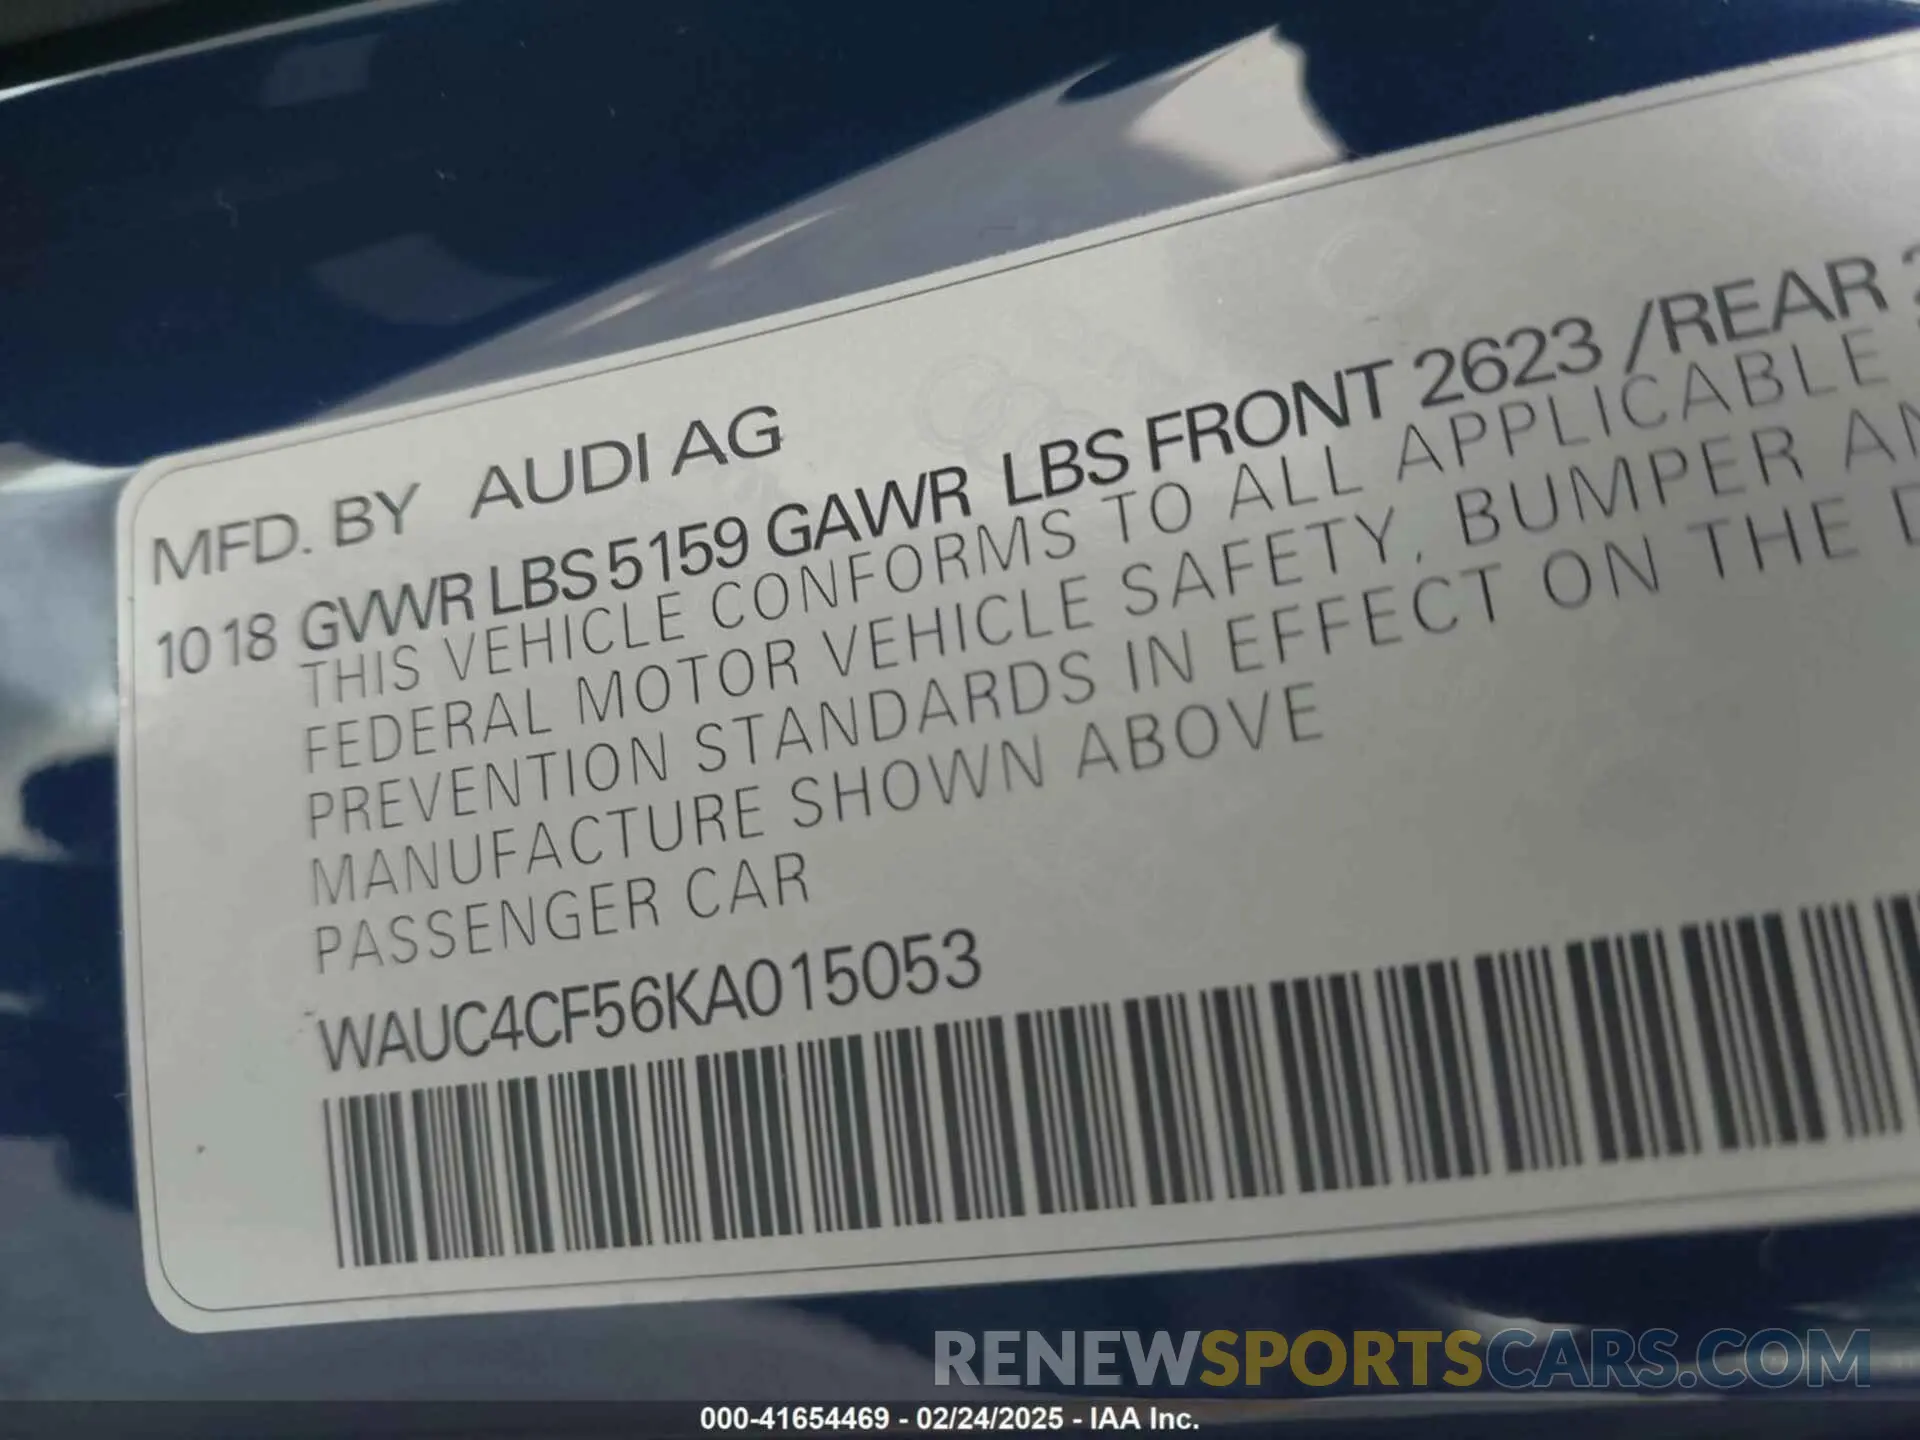 MFD. BY AUDI AG
10 18 GVWR LBS 5159 GAWR LBS FRONT 2623 /REAR
THIS VEHICLE CONFORMS TO ALL APPLICABLE
FEDERAL MOTOR VEHICLE SAFETY, BUMPER
PREVENTION STANDARDS IN EFFECT ON THE
MANUFACTURE SHOWN ABOVE
PASSENGER CAR
WAUC4CF56KA015053
RENEWSPORTSCARS.COM
000-41654469 - 02/24/2025 - IAA Inc.